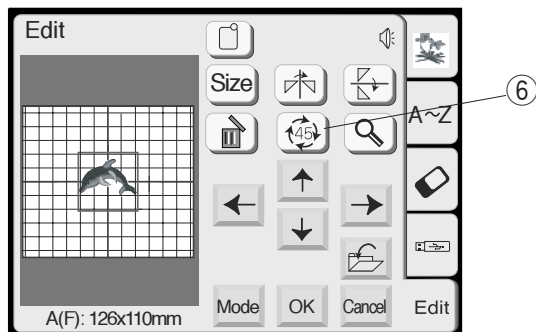 Edit
Size
A~Z
45
⑥
Mode
OK
Cancel
Edit
A(F): 126x110mm